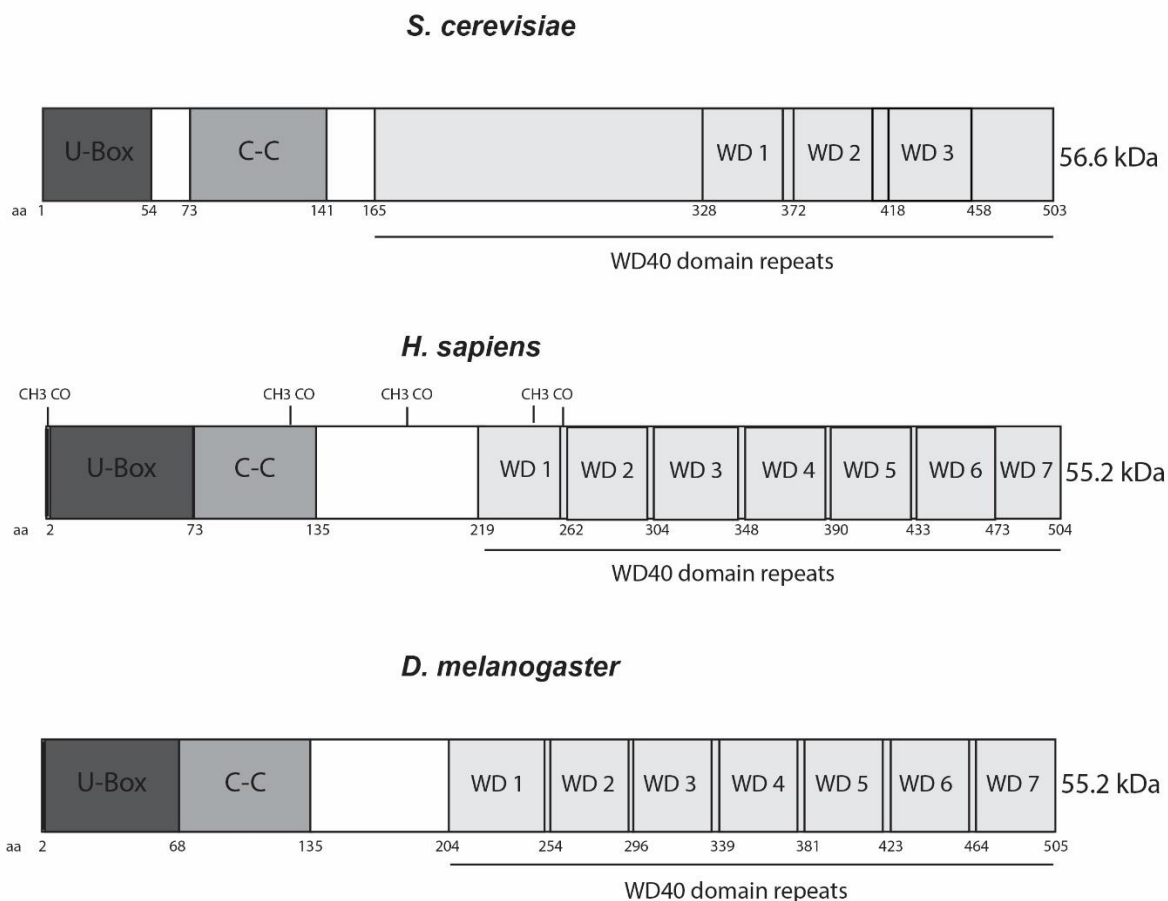 S. cerevisiae
U-Box C-C WD 1 WD 2 WD 3 56.6 kDa
aa 1 54 73 141 165 328 372 418 458 503
WD40 domain repeats
H. sapiens
CH3 CO CH3 CO CH3 CO
U-Box C-C WD 1 WD 2 WD 3 WD 4 WD 5 WD 6 WD 7 55.2 kDa
aa 2 73 135 219 262 304 348 390 433 473 504
WD40 domain repeats
D. melanogaster
U-Box C-C WD 1 WD 2 WD 3 WD 4 WD 5 WD 6 WD 7 55.2 kDa
aa 2 68 135 204 254 296 339 381 423 464 505
WD40 domain repeats